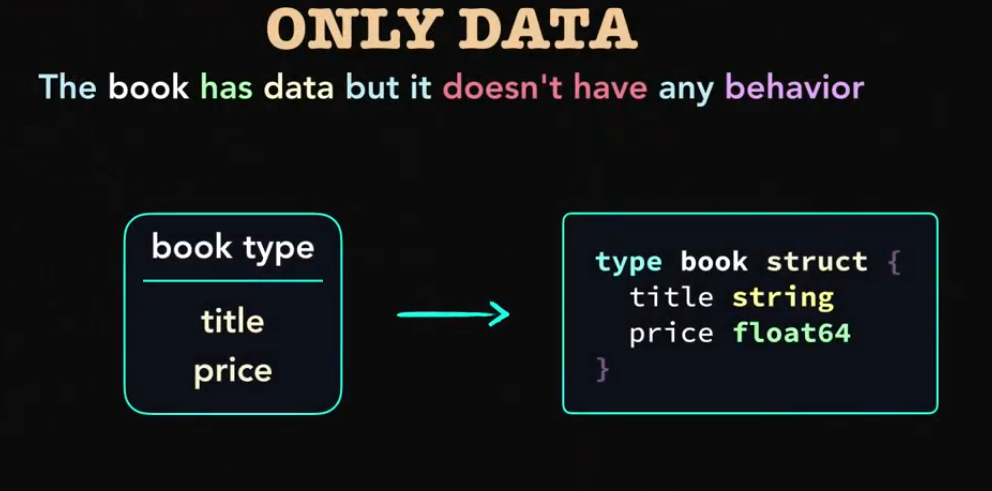 ONLY DATA
The book has data but it doesn't have any behavior
book type
title
price
type book struct {
title string
price float64
}